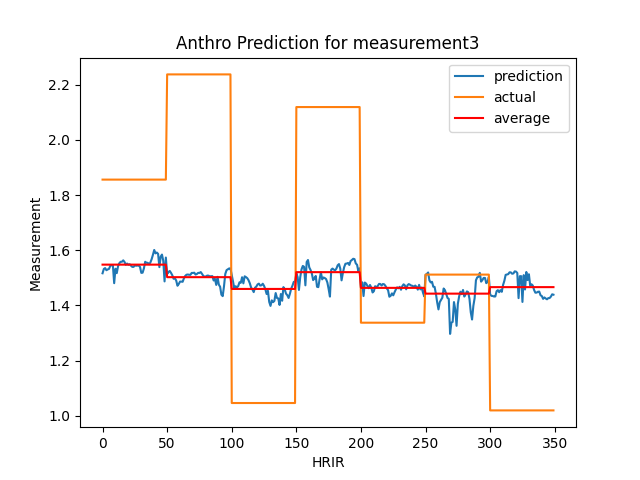 Anthro Prediction for measurement3
prediction
actual
average
2.2
2.0
1.8
1.6
1.4
1.2
1.0
Measurement
0 50 100 150 200 250 300 350
HRIR